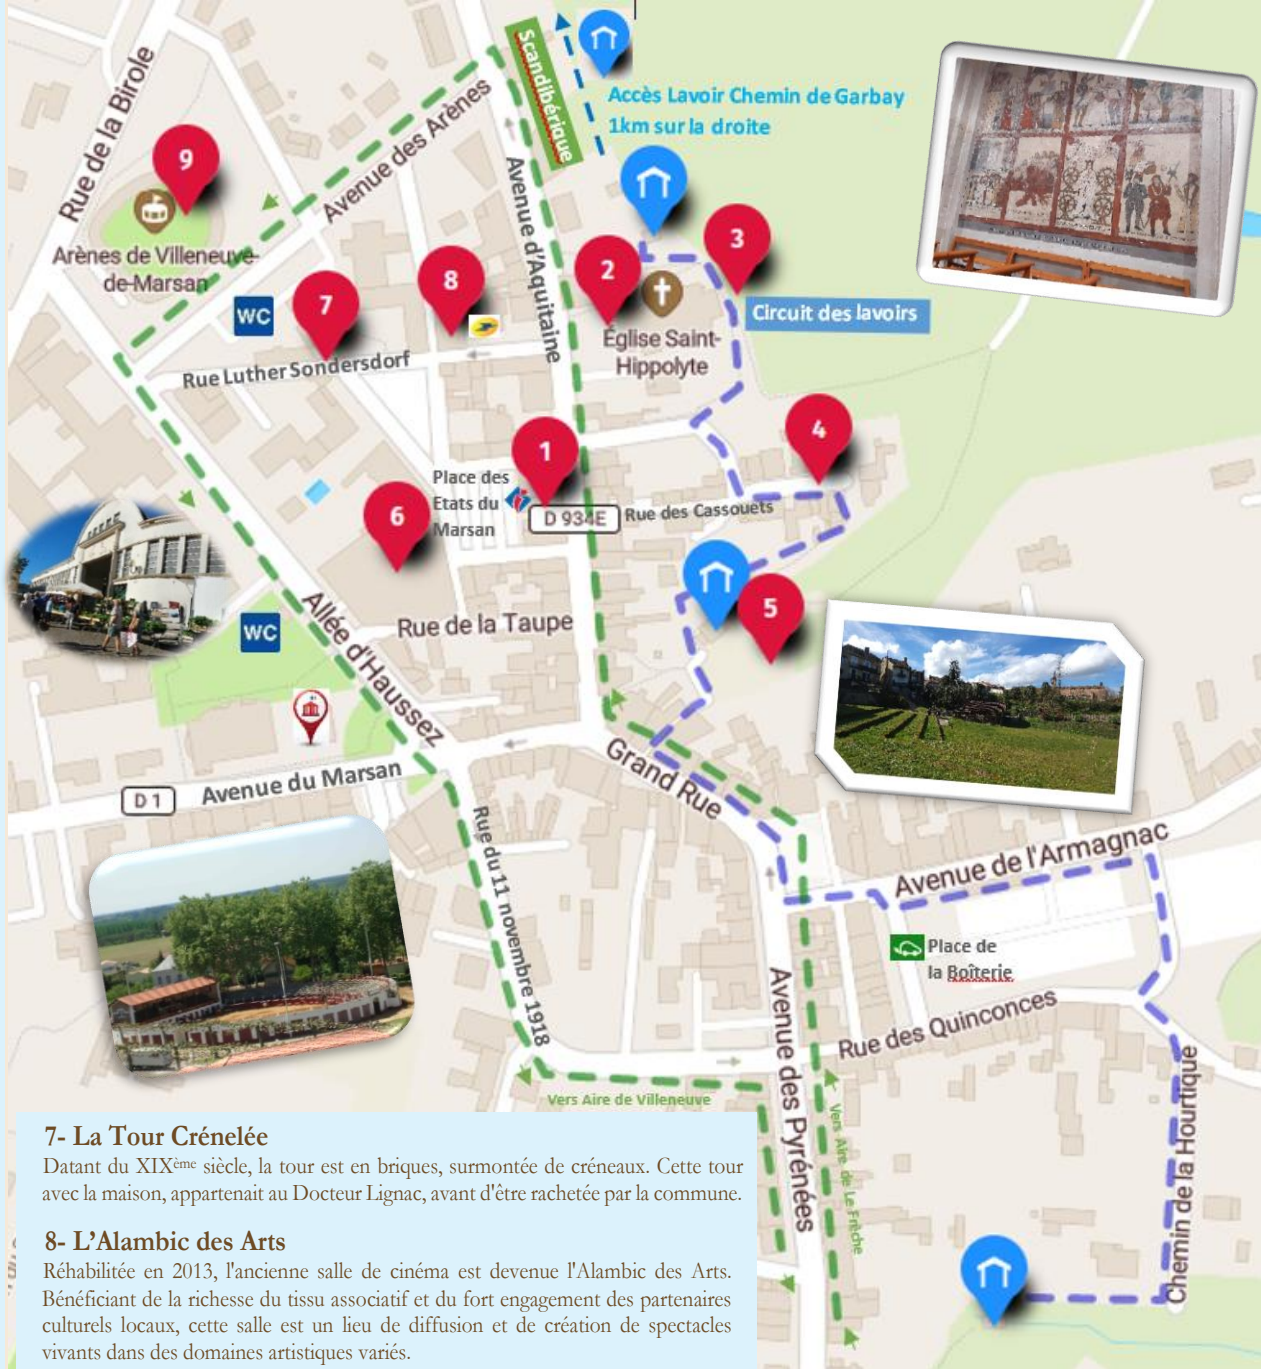 Scandibérique
Accès Lavoir Chemin de Garbay
1km sur la droite
Rue de la Birole
Avenue des Arènes
9
Arènes de Villeneuve-
de-Marsan
Avenue d'Aquitaine
3
2
8
7
WC
Circuit des lavoirs
Église Saint-
Hippolyte
Rue Luther Sondersdorf
4
1
Place des
Etats du
Marsan
6
D 934E
Rue des Cassouets
5
WC
Allée d'Haussez
Rue de la Taupe
Grand Rue
D 1
Avenue du Marsan
Rue du 11 novembre 1918
Avenue de l'Armagnac
Place de
la Boîterie
Rue des Quinconces
Avenue des Pyrénées
Vers Aire de Villeneuve
Vers Aire de Le Frêche
Chemin de la Hourtique
7- La Tour Crénelée
Datant du XIXème siècle, la tour est en briques, surmontée de créneaux. Cette tour
avec la maison, appartenait au Docteur Lignac, avant d'être rachetée par la commune.
8- L'Alambic des Arts
Réhabilitée en 2013, l'ancienne salle de cinéma est devenue l'Alambic des Arts.
Bénéficiant de la richesse du tissu associatif et du fort engagement des partenaires
culturels locaux, cette salle est un lieu de diffusion et de création de spectacles
vivants dans des domaines artistiques variés.